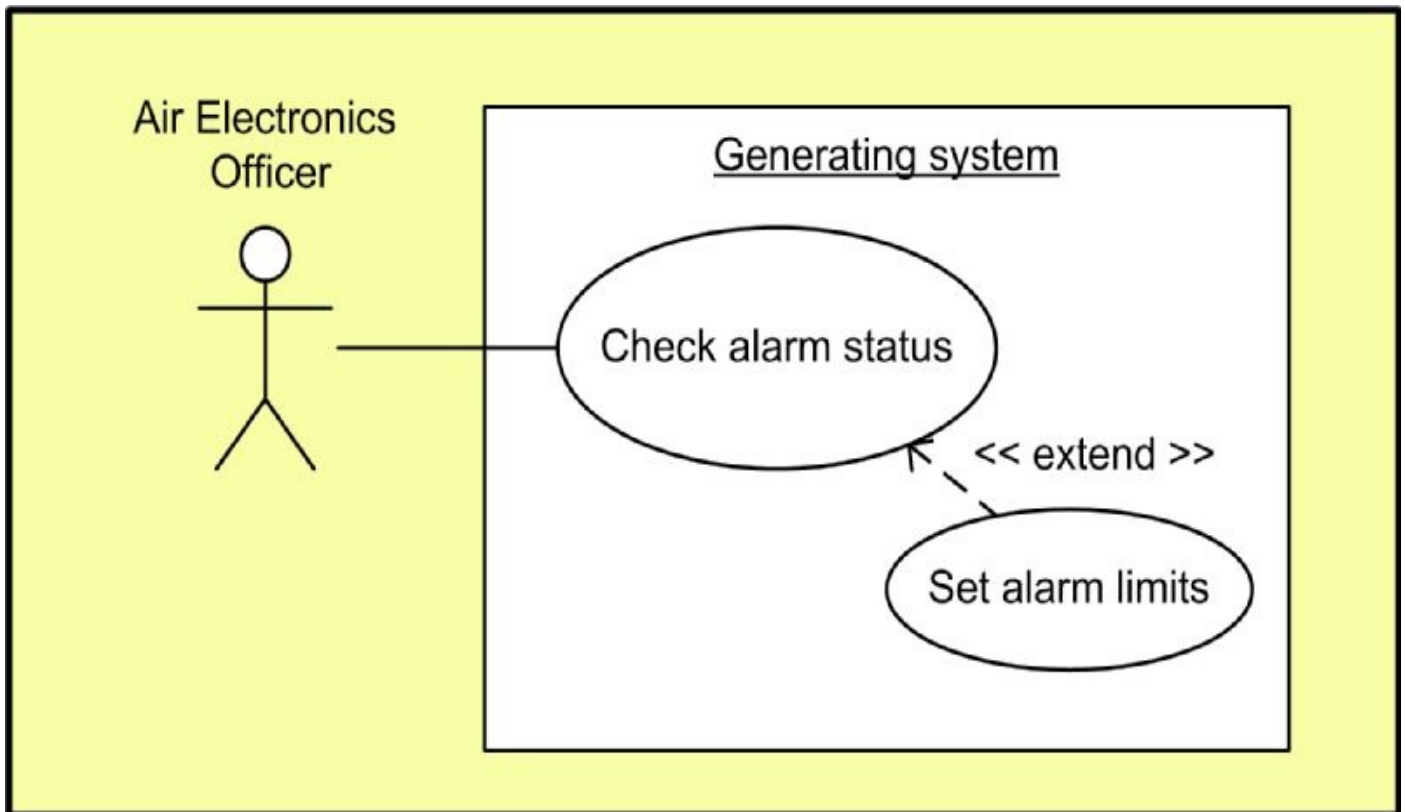 Air Electronics
Officer
Generating system
Check alarm status
<< extend >>
Set alarm limits